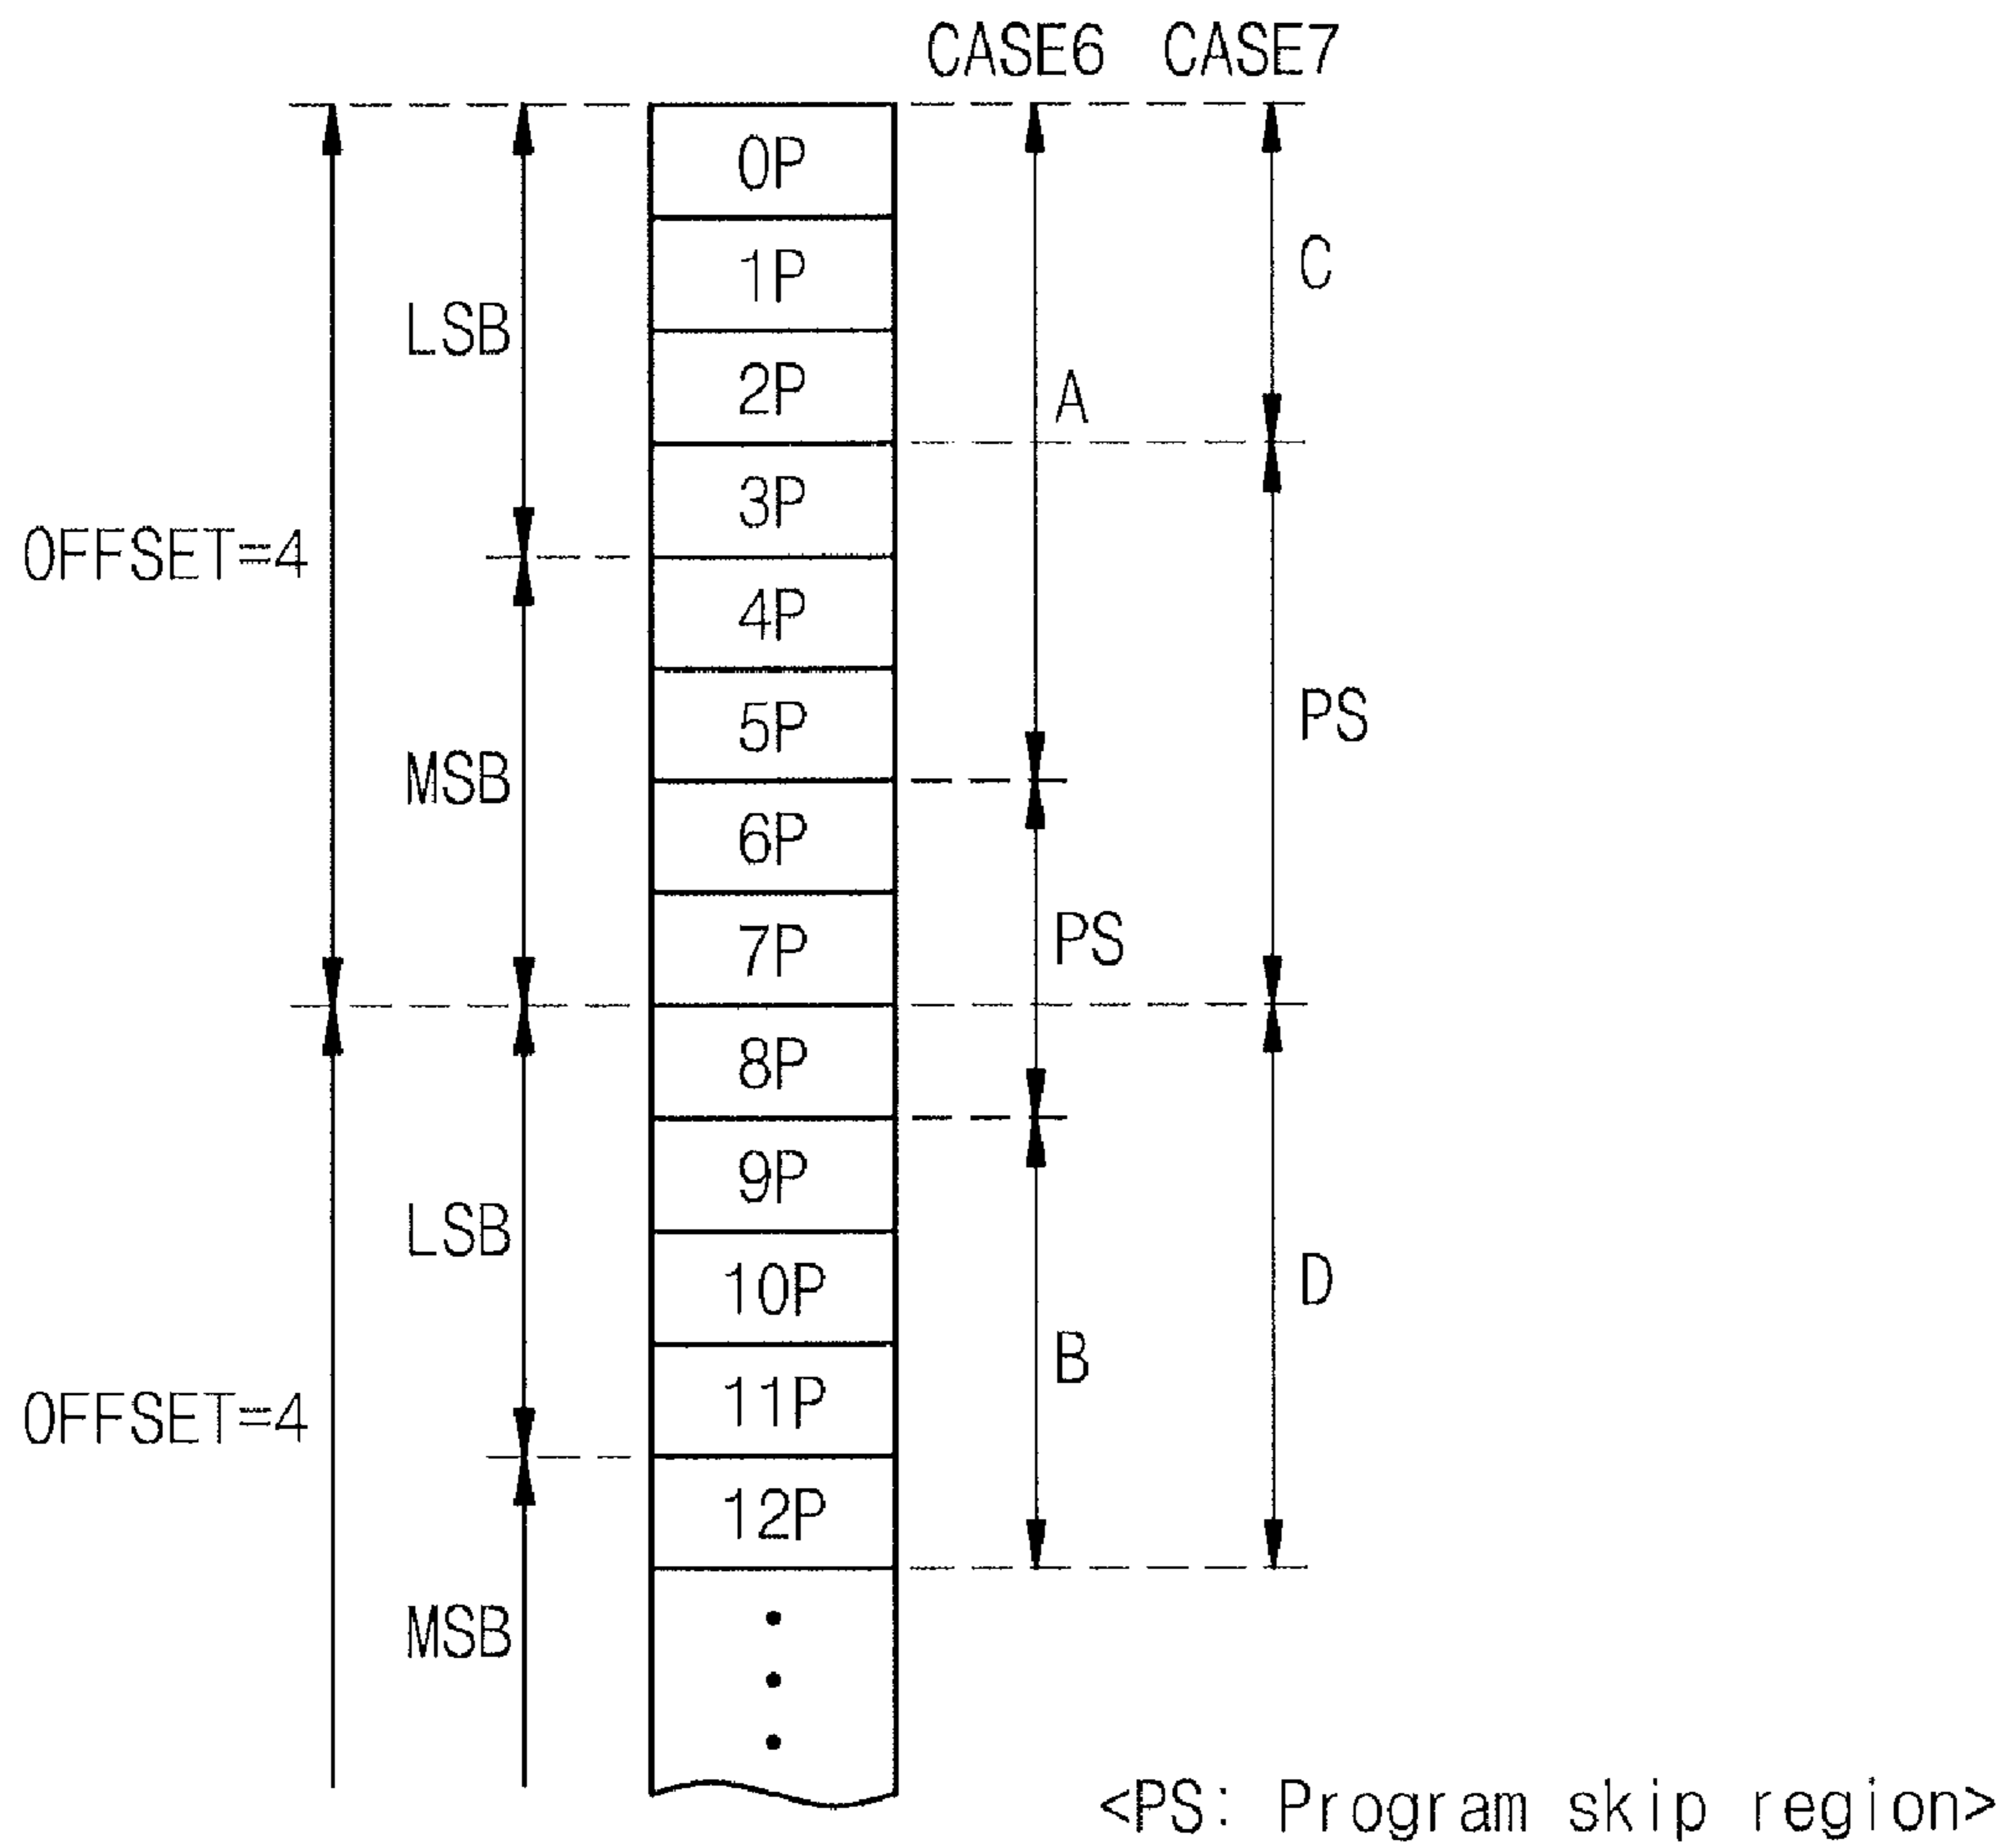 CASE6 CASE7
0P
1P
C
LSB
2P
A
3P
OFFSET=4
4P
5P
PS
MSB
6P
7P
PS
8P
9P
LSB
10P
D
B
11P
OFFSET=4
12P
MSB
<PS: Program skip region>